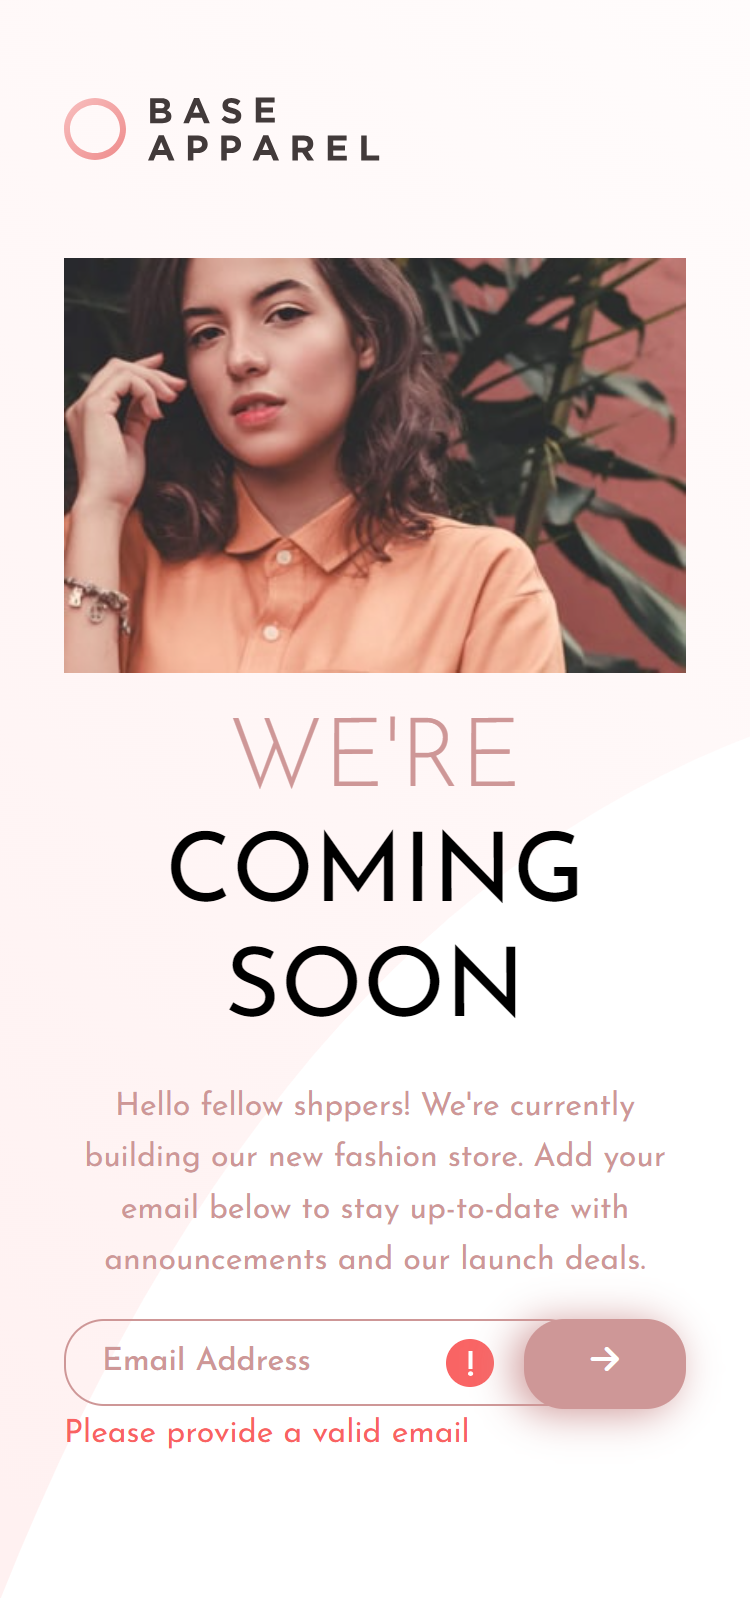 BASE
APPAREL
WE'RE
COMING
SOON
Hello fellow shppers! We're currently
building our new fashion store. Add your
email below to stay up-to-date with
announcements and our launch deals.
Email Address !
Please provide a valid email